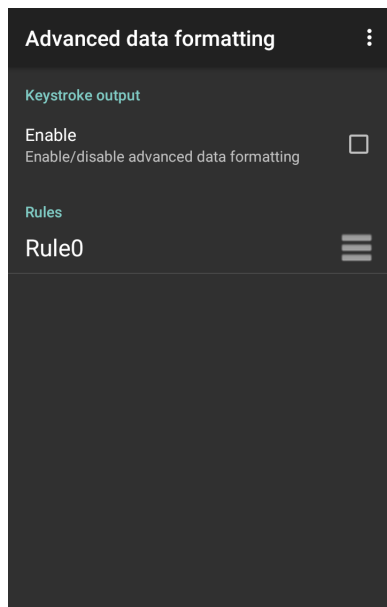 Advanced data formatting
Keystroke output
Enable
Enable/disable advanced data formatting
Rules
Rule0